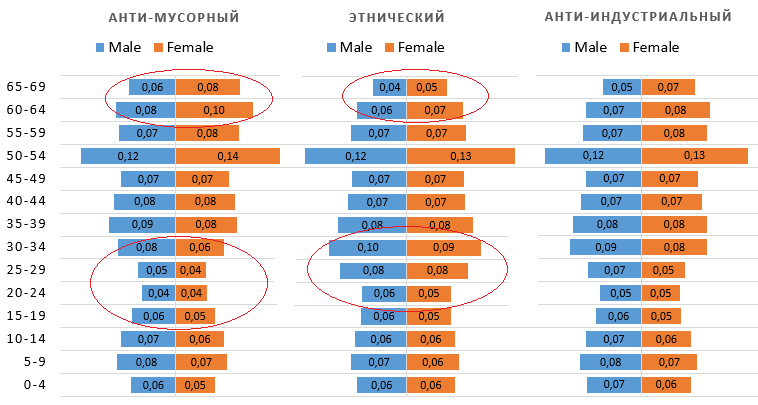 АНТИ-МУСОРНЫЙ ЭТНИЧЕСКИЙ АНТИ-ИНДУСТРИАЛЬНЫЙ
Male Female Male Female Male Female
65-69 0,06 0,08 0,04 0,05 0,05 0,07
60-64 0,08 0,10 0,06 0,07 0,07 0,08
55-59 0,07 0,08 0,07 0,07 0,07 0,08
50-54 0,12 0,14 0,12 0,13 0,12 0,13
45-49 0,07 0,07 0,07 0,07 0,07 0,07
40-44 0,08 0,08 0,07 0,07 0,07 0,07
35-39 0,09 0,08 0,08 0,08 0,08 0,08
30-34 0,08 0,06 0,10 0,09 0,09 0,08
25-29 0,05 0,04 0,08 0,08 0,07 0,05
20-24 0,04 0,04 0,06 0,05 0,05 0,05
15-19 0,06 0,05 0,06 0,05 0,06 0,05
10-14 0,07 0,06 0,06 0,06 0,07 0,06
5-9 0,08 0,07 0,07 0,06 0,08 0,07
0-4 0,06 0,05 0,06 0,06 0,07 0,06